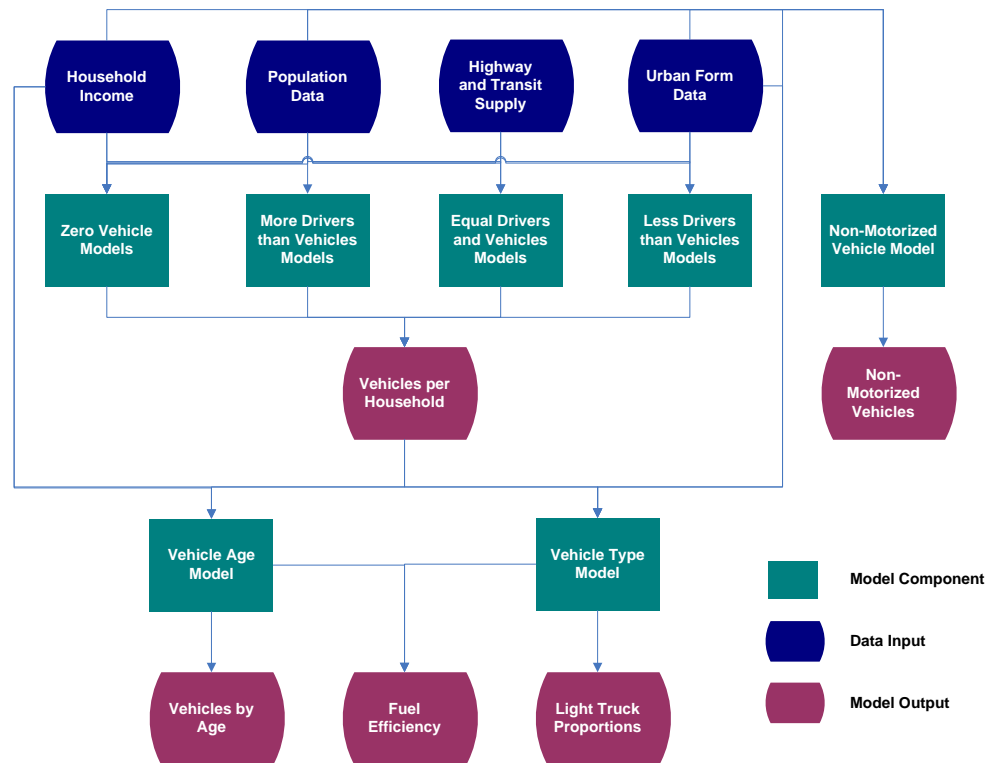 Household
Income
Population
Data
Highway
and Transit
Supply
Urban Form
Data
Zero Vehicle
Models
More Drivers
than Vehicles
Models
Equal Drivers
and Vehicles
Models
Less Drivers
than Vehicles
Models
Non-Motorized
Vehicle Model
Vehicles per
Household
Non-
Motorized
Vehicles
Vehicle Age
Model
Vehicle Type
Model
Model Component
Data Input
Model Output
Vehicles by
Age
Fuel
Efficiency
Light Truck
Proportions